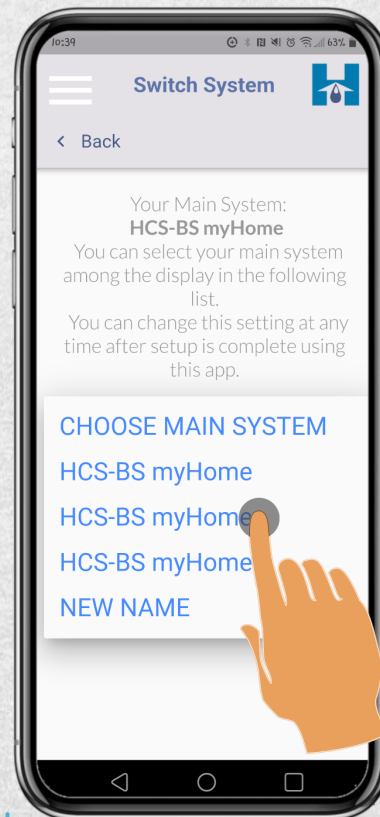 10:39 63%
Switch System
< Back
Your Main System:
HCS-BS myHome
You can select your main system
among the display in the following
list.
You can change this setting at any
time after setup is complete using
this app.
CHOOSE MAIN SYSTEM
HCS-BS myHome
HCS-BS myHome
HCS-BS myHome
NEW NAME